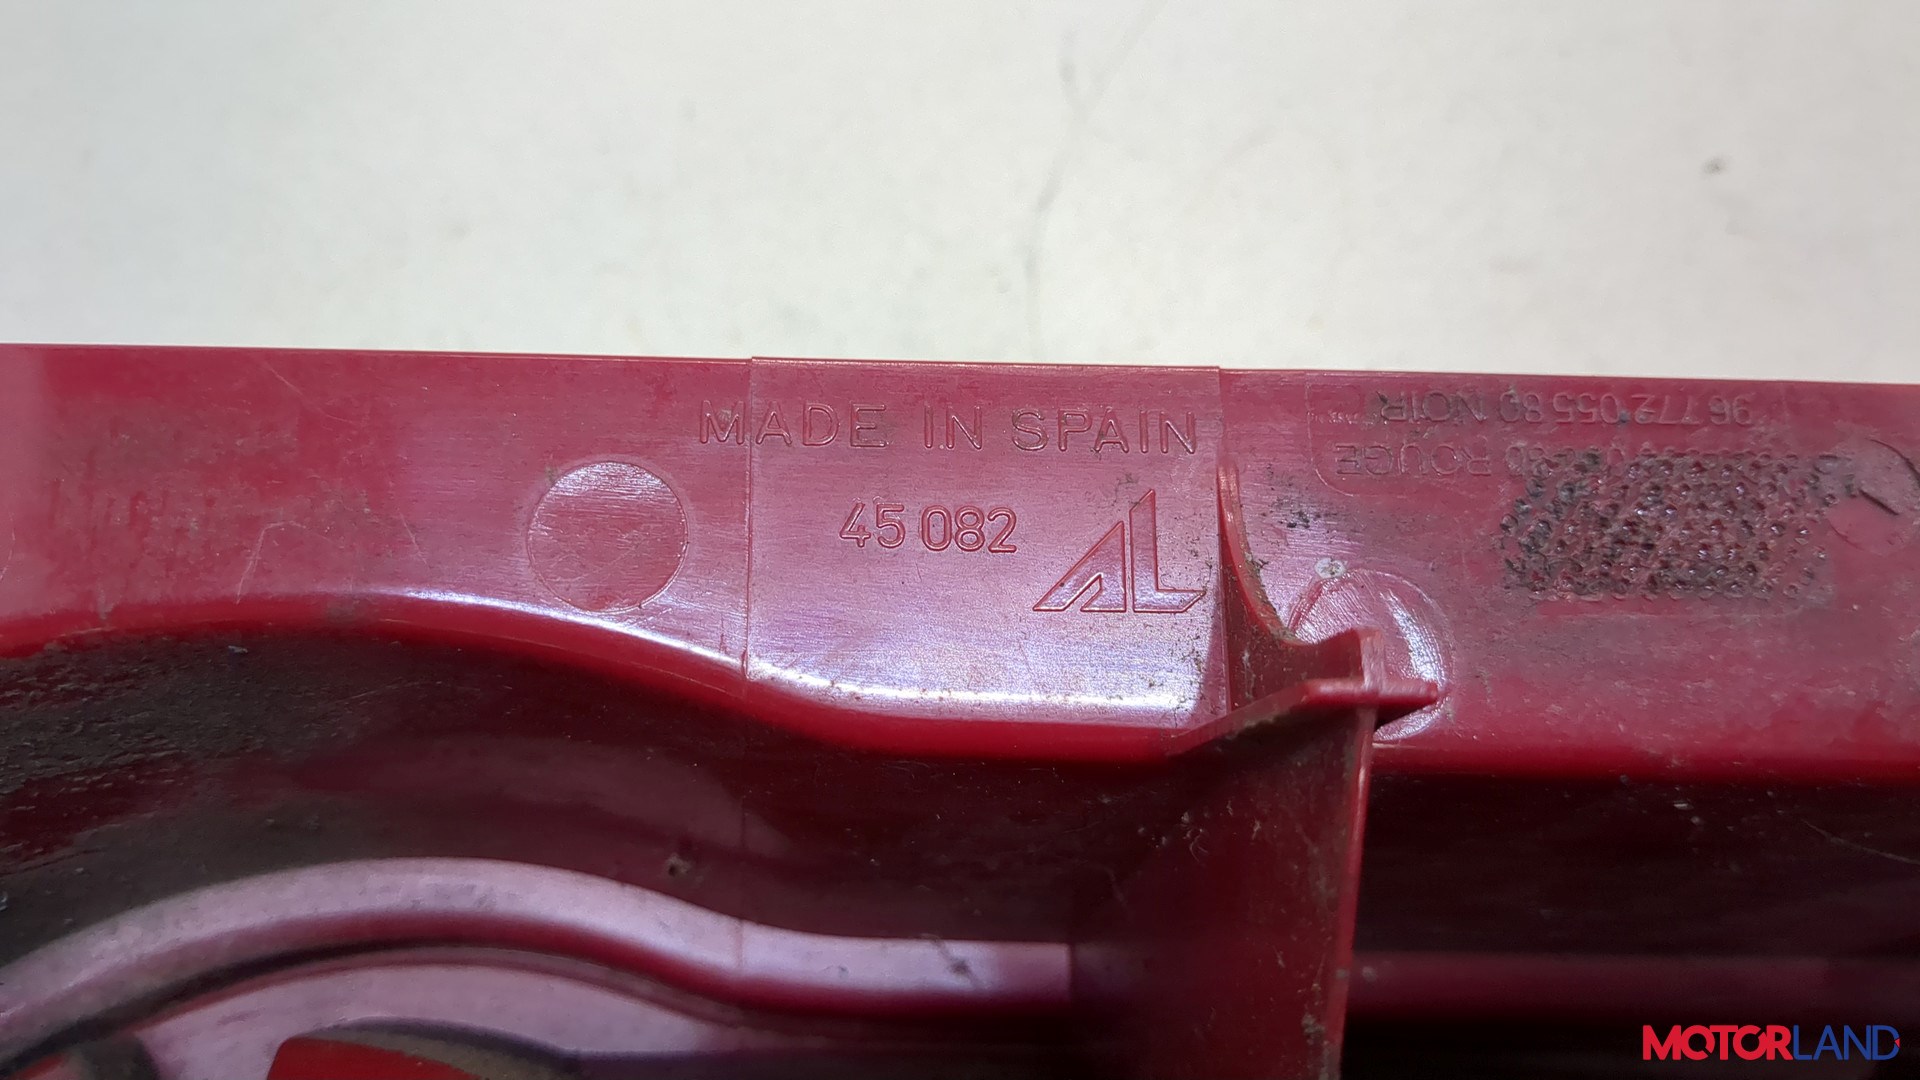 MADE IN SPAIN
45 082
AL
96 772 055 80 NOIR
ROUGE
MOTORLAND